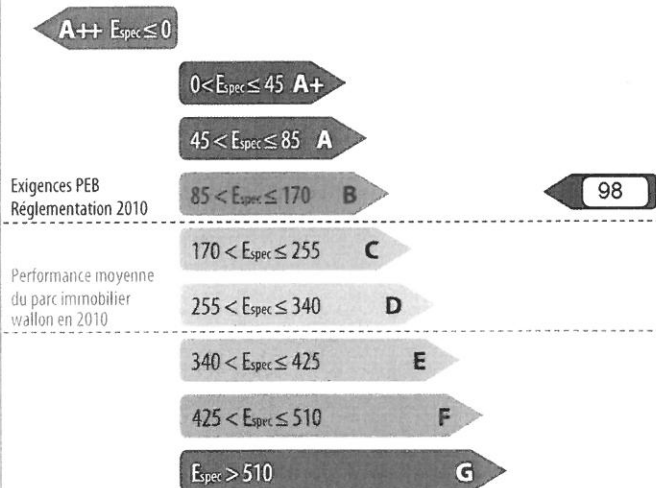 A++ Espec ≤ 0
0 < Espec ≤ 45 A+
45 < Espec ≤ 85 A
Exigences PEB
Réglementation 2010
85 < Espec ≤ 170 B
98
170 < Espec ≤ 255 C
Performance moyenne
du parc immobilier
wallon en 2010
255 < Espec ≤ 340 D
340 < Espec ≤ 425 E
425 < Espec ≤ 510 F
Espec > 510 G